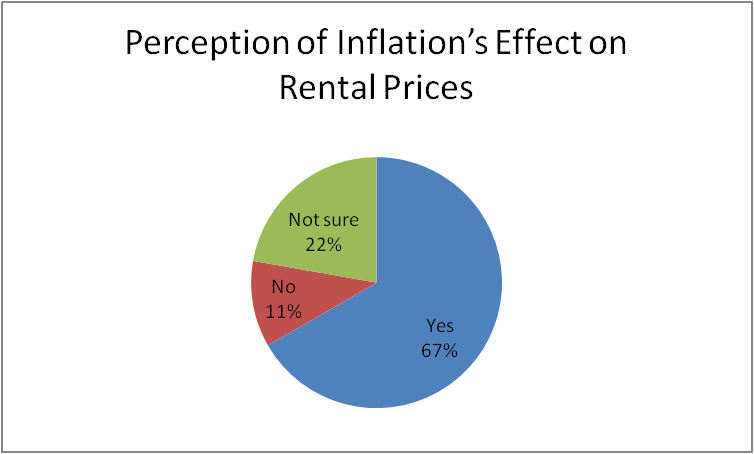 Perception of Inflation’s Effect on
Rental Prices
Not sure
22%
No
11%
Yes
67%